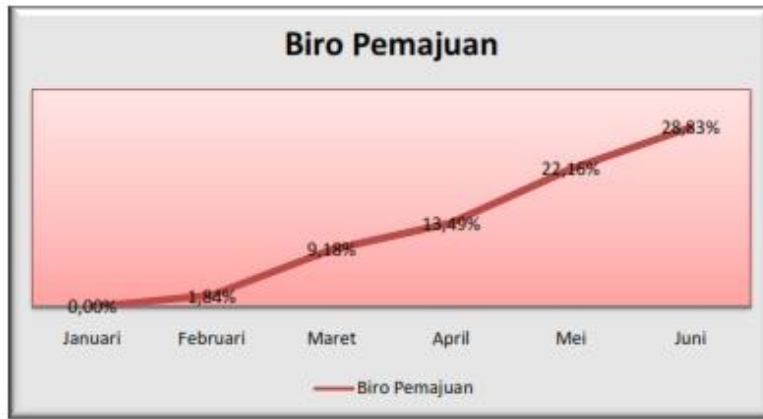 Biro Pemajuan
28,83%
22,16%
13,49%
9,18%
1,84%
0,00%
Januari Februari Maret April Mei Juni
Biro Pemajuan